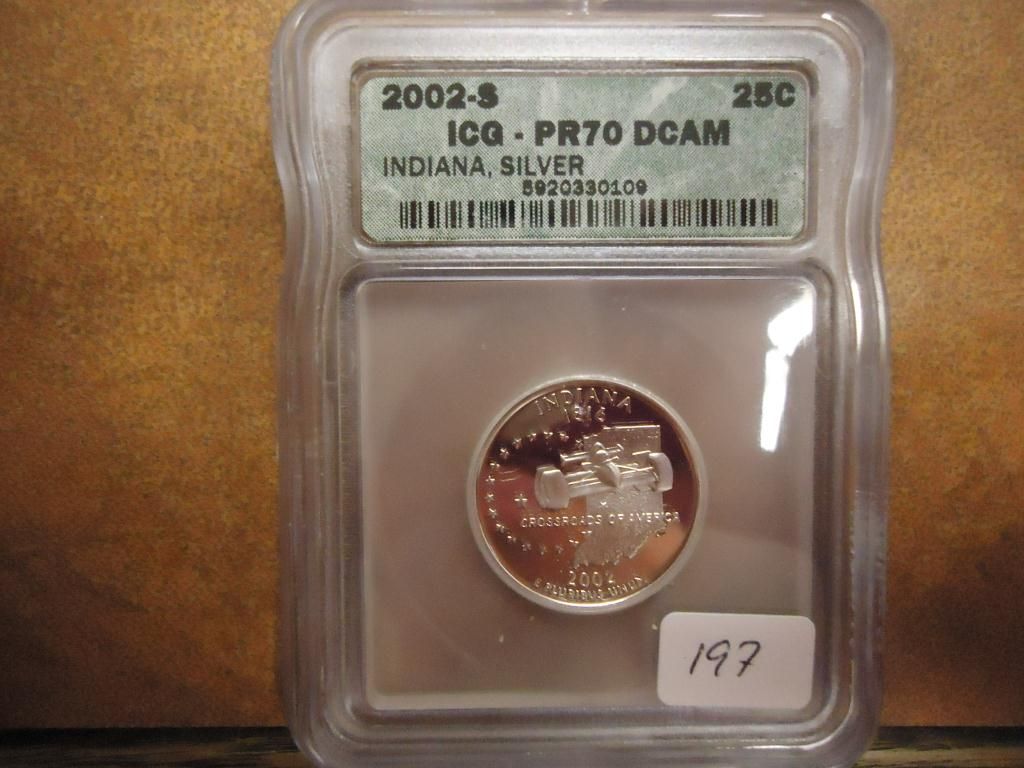 2002-S 25C
ICG - PR70 DCAM
INDIANA, SILVER
5920330109
INDIANA
1816
CROSSROADS OF AMERICA
2002
E PLURIBUS UNUM
197